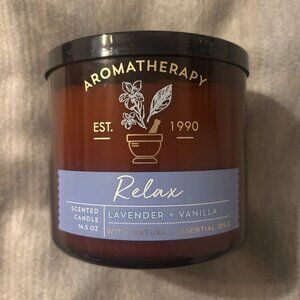 AROMATHERAPY
EST. 1990
Relax
SCENTED
CANDLE
14.5 OZ
LAVENDER + VANILLA
WITH NATURAL ESSENTIAL OILS